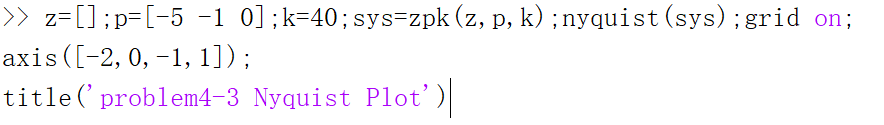 >> z=[];p=[-5 -1 0];k=40;sys=zpk(z,p,k);nyquist(sys);grid on;
axis([-2,0,-1,1]);
title('problem4-3 Nyquist Plot')